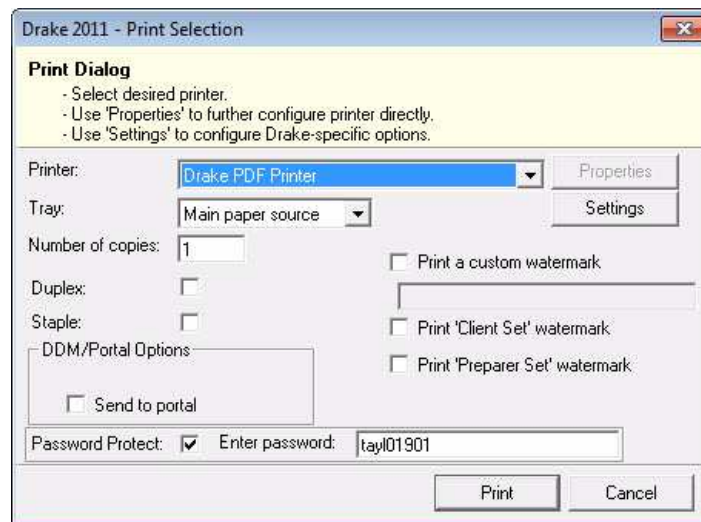 Drake 2011 - Print Selection
Print Dialog
- Select desired printer.
- Use 'Properties' to further configure printer directly.
- Use 'Settings' to configure Drake-specific options.
Printer: Drake PDF Printer Properties
Tray: Main paper source Settings
Number of copies: 1
Print a custom watermark
Duplex:
Staple:
Print 'Client Set' watermark
DDM/Portal Options
Print 'Preparer Set' watermark
Send to portal
Password Protect: Enter password: tayl01901
Print Cancel